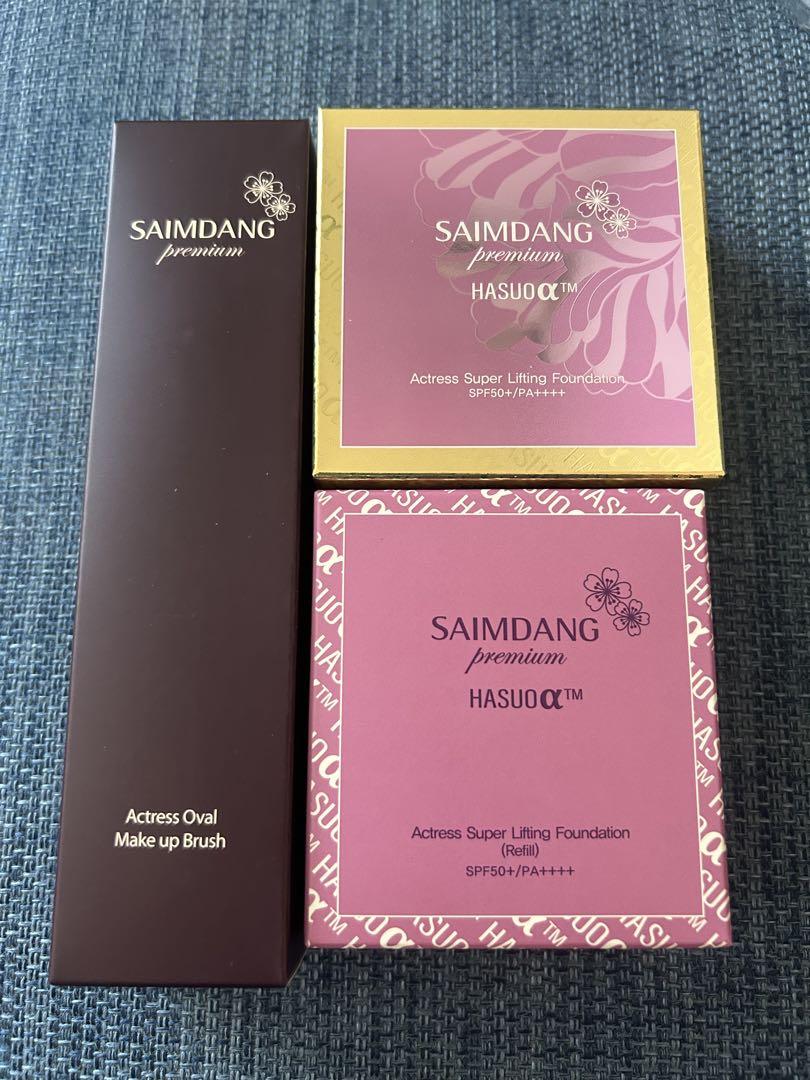 SAIMDANG
premium
Actress Oval
Make up Brush
SAIMDANG
premium
HASUOα™
Actress Super Lifting Foundation
SPF50+/PA++++
SAIMDANG
premium
HASUOα™
Actress Super Lifting Foundation
(Refill)
SPF50+/PA++++